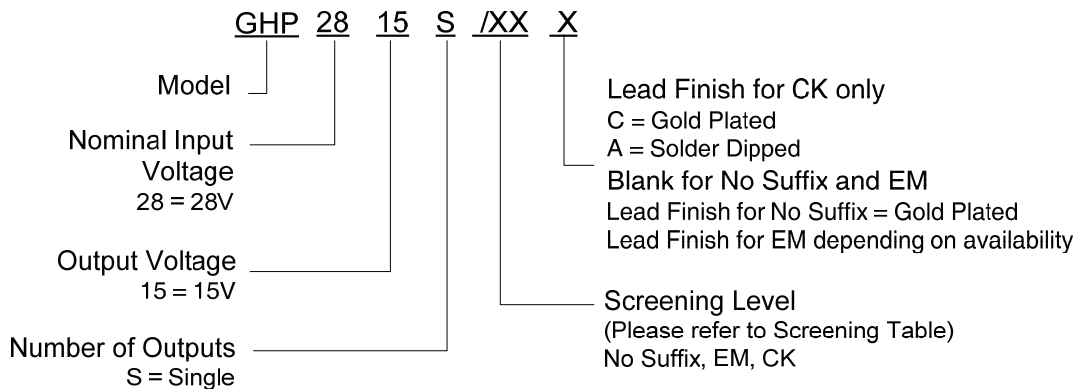 GHP 28 15 S /XX X
Model
Nominal Input
Voltage
28 = 28V
Output Voltage
15 = 15V
Number of Outputs
S = Single
Lead Finish for CK only
C = Gold Plated
A = Solder Dipped
Blank for No Suffix and EM
Lead Finish for No Suffix = Gold Plated
Lead Finish for EM depending on availability
Screening Level
(Please refer to Screening Table)
No Suffix, EM, CK